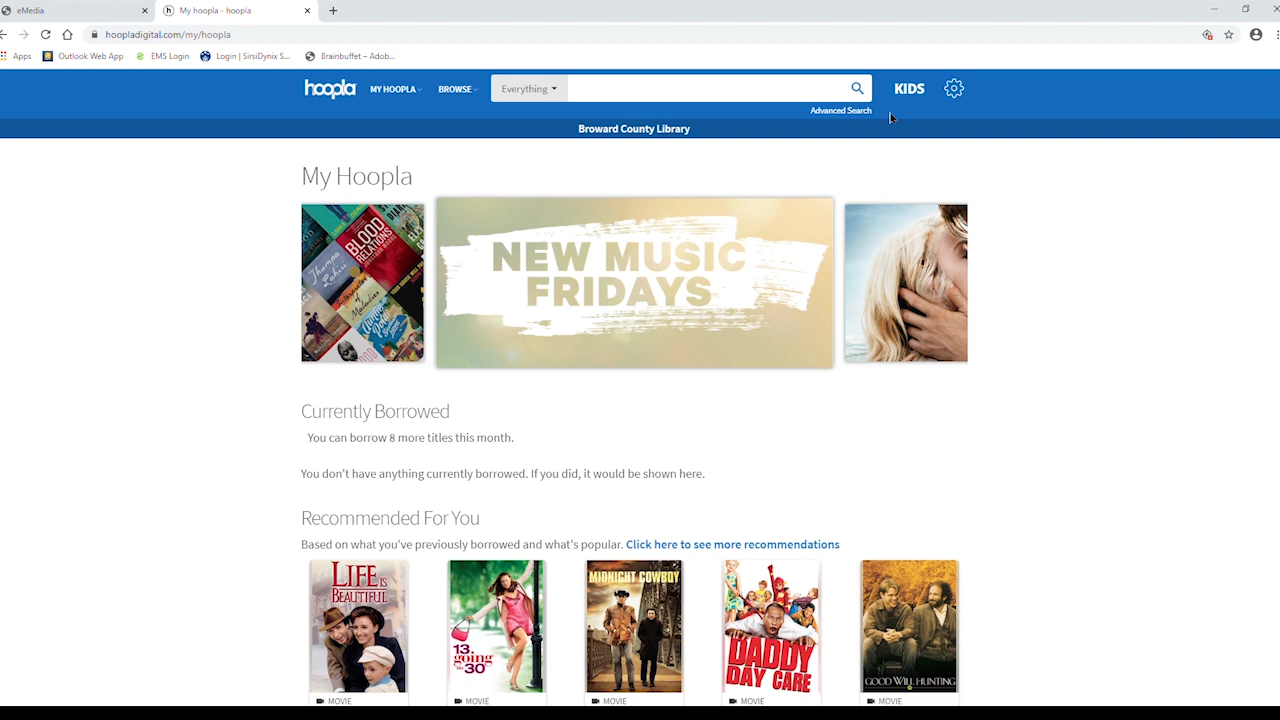 eMedia
My hoopla - hoopla
hoopladigital.com/my/hoopla
Apps
Outlook Web App
EMS Login
Login | SirsiDynix S...
Brainbuffet – Adob...
hoopla
MY HOOPLA
BROWSE
Everything
KIDS
Advanced Search
Broward County Library
My Hoopla
BLOOD
RELATIONS
NEW MUSIC
FRIDAYS
Currently Borrowed
You can borrow 8 more titles this month.
You don't have anything currently borrowed. If you did, it would be shown here.
Recommended For You
Based on what you've previously borrowed and what's popular. Click here to see more recommendations
LIFE IS
BEAUTIFUL
13
going
30
MIDNIGHT COWBOY
DADDY
DAY CARE
GOOD WILL HUNTING
MOVIE
MOVIE
MOVIE
MOVIE
MOVIE